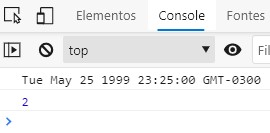 Elementos Console Fontes
top Fil
Tue May 25 1999 23:25:00 GMT-0300
2